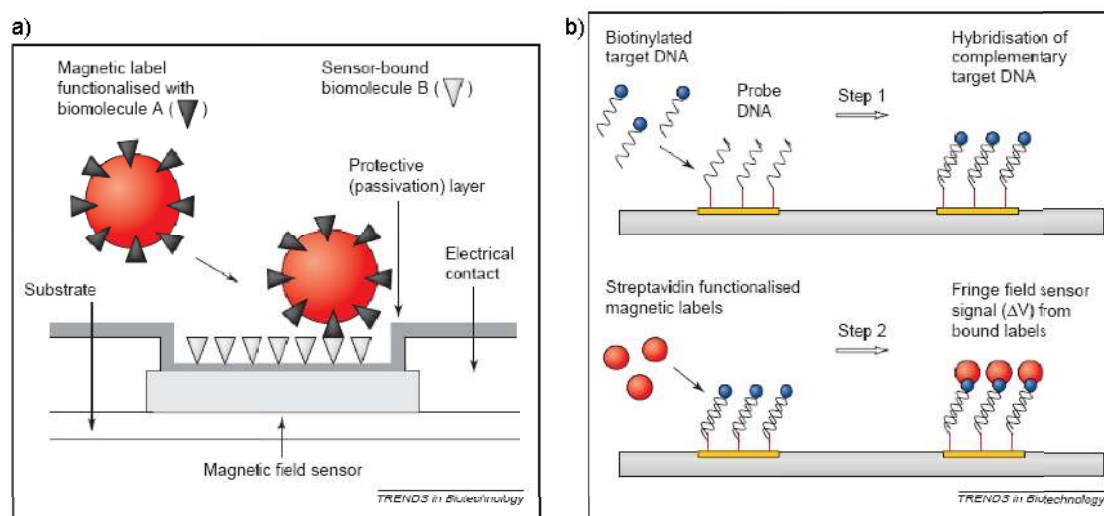 a)
Magnetic label
functionalised with
biomolecule A ( )
Sensor-bound
biomolecule B ( )
Protective
(passivation) layer
Electrical
contact
Substrate
Magnetic field sensor
TRENDS in Biotechnology
b)
Biotinylated
target DNA
Probe
DNA
Step 1
Hybridisation of
complementary
target DNA
Streptavidin functionalised
magnetic labels
Step 2
Fringe field sensor
signal (ΔV) from
bound labels
TRENDS in Biotechnology